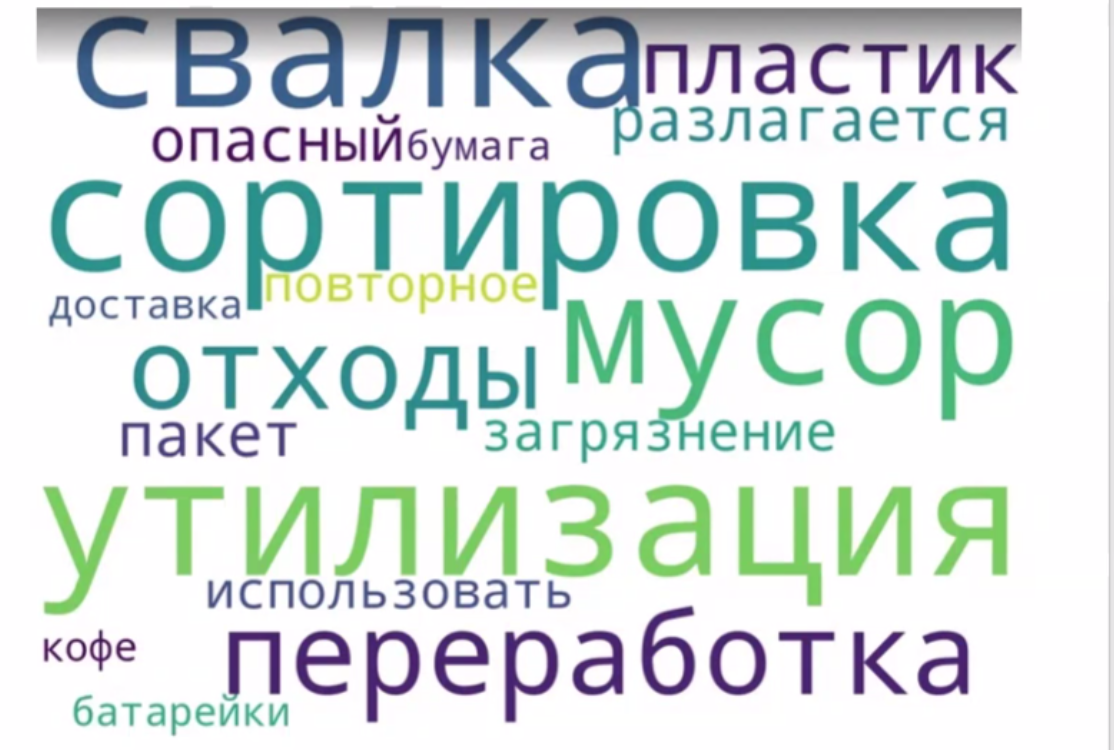 свалка пластик
разлагается
опасный бумага
сортировка
повторное
доставка мусор
отходы
пакет загрязнение
утилизация
использовать
кофе переработка
батарейки